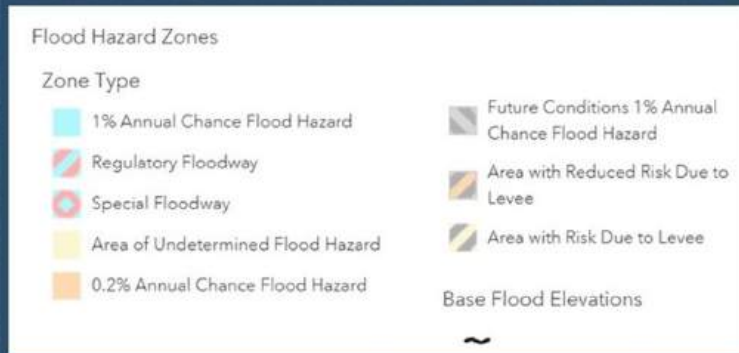 Flood Hazard Zones
Zone Type
1% Annual Chance Flood Hazard
Regulatory Floodway
Special Floodway
Area of Undetermined Flood Hazard
0.2% Annual Chance Flood Hazard
Future Conditions 1% Annual
Chance Flood Hazard
Area with Reduced Risk Due to
Levee
Area with Risk Due to Levee
Base Flood Elevations